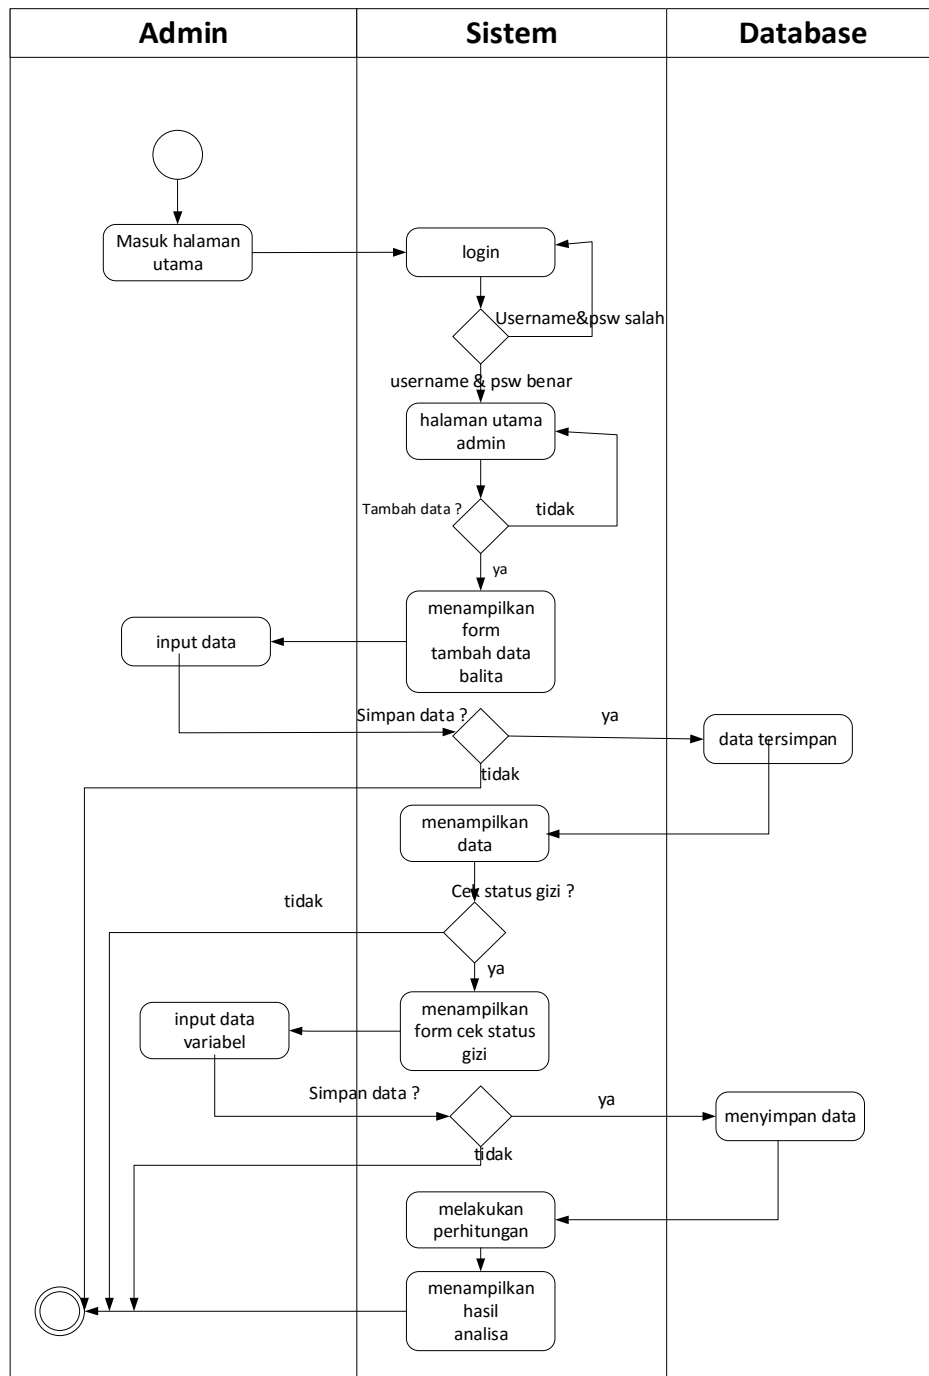 Admin
Sistem
Database
Masuk halaman
utama
login
Username&psw salah
username & psw benar
halaman utama
admin
Tambah data ?
tidak
ya
menampilkan
form
tambah data
balita
input data
Simpan data ?
ya
data tersimpan
tidak
menampilkan
data
Cek status gizi ?
tidak
ya
menampilkan
form cek status
gizi
input data
variabel
Simpan data ?
ya
menyimpan data
tidak
melakukan
perhitungan
menampilkan
hasil
analisa